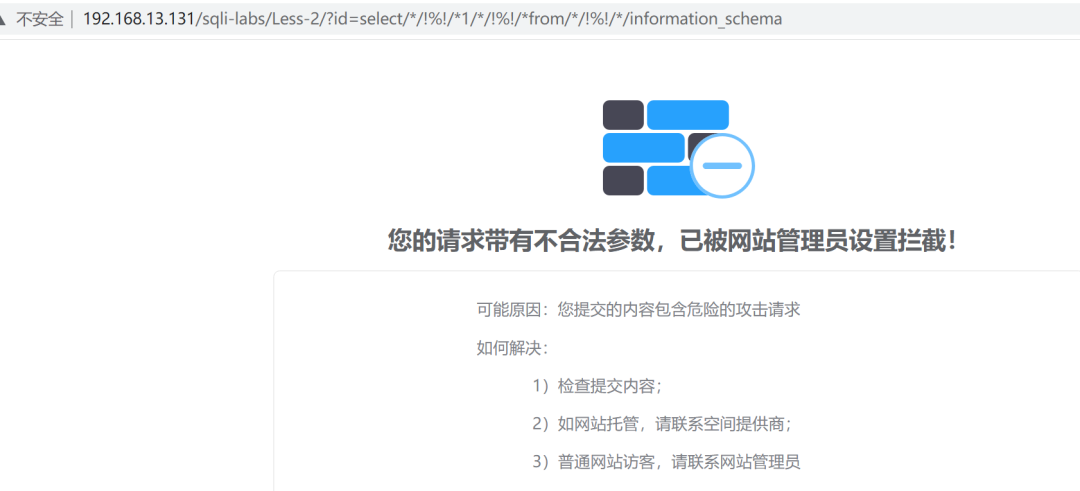 不安全 | 192.168.13.131/sqli-labs/Less-2/?id=select/*/!%!/*1/*/!%!/*from/*/!%!/*/information_schema
您的请求带有不合法参数，已被网站管理员设置拦截！
可能原因：您提交的内容包含危险的攻击请求
如何解决：
1）检查提交内容；
2）如网站托管，请联系空间提供商；
3）普通网站访客，请联系网站管理员